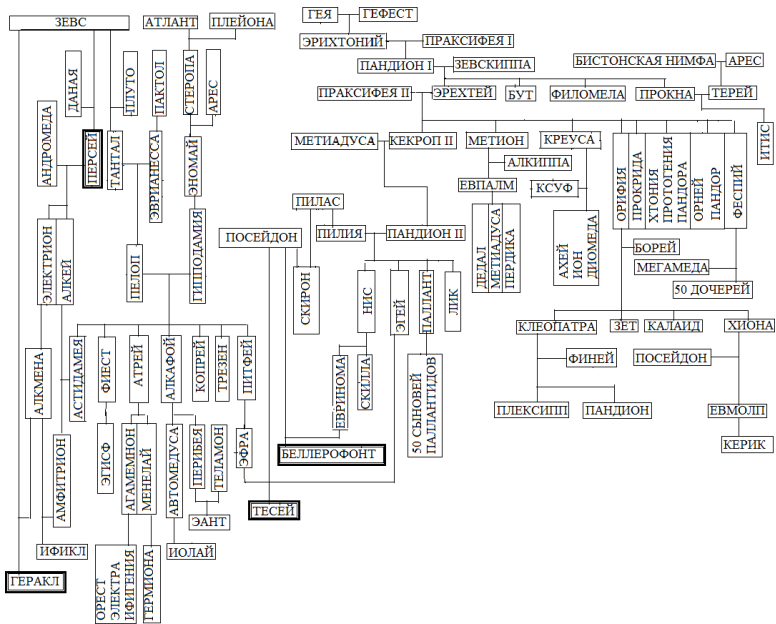 ЗЕВС
АТЛАНТ
ПЛЕЙОНА
ГЕЯ
ГЕФЕСТ
ЭРИХТОНИЙ
ПРАКСИФЕЯ I
ПАНДИОН I
ЗЕВСКИППА
БИСТОНСКАЯ НИМФА
АРЕС
ДАНАЯ
ПЛУТО
ПАКТОЛ
СТЕРОПА
АРЕС
ПРАКСИФЕЯ II
ЭРЕХТЕЙ
БУТ
ФИЛОМЕЛА
ПРОКНА
ТЕРЕЙ
ИТИС
АНДРОМЕДА
ПЕРСЕЙ
ТАНТАЛ
ЭВРИАНЕССА
ЭНОМАЙ
МЕТИАДУСА
КЕКРОП II
МЕТИОН
КРЕУСА
АЛКИППА
ЕВПАЛМ
КСУФ
ОРИФИЯ
ПРОКРИДА
ХТОНИЯ
ПРОТОГЕНИЯ
ПАНДОРА
ОРНЕЙ
ПАНДОР
ФЕСПИЙ
ПИЛАС
ПОСЕЙДОН
ПИЛИЯ
ПАНДИОН II
ДЕДАЛ
МЕТИАДУСА
ПЕРДИКА
АХЕЙ
ИОН
ДИОМЕДА
БОРЕЙ
МЕГАМЕДА
50 ДОЧЕРЕЙ
ЭЛЕКТРИОН
АЛКЕЙ
ПЕЛОП
ГИППОДАМИЯ
СКИРОН
НИС
ЭГЕЙ
ПАЛЛАНТ
ЛИК
КЛЕОПАТРА
ЗЕТ
КАЛАИД
ХИОНА
ФИНЕЙ
ПОСЕЙДОН
АЛКМЕНА
АСТИДАМЕЯ
ФИЕСТ
АТРЕЙ
АЛКАФОЙ
КОПРЕЙ
ТРЕЗЕН
ПИТФЕЙ
ЕВРИНОМА
СКИЛЛА
50 СЫНОВЕЙ
ПАЛЛАНТИДОВ
ПЛЕКСИПП
ПАНДИОН
ЕВМОЛП
КЕРИК
АМФИТРИОН
ЭГИСФ
АГАМЕМНОН
МЕНЕЛАЙ
АВТОМЕДУСА
ПЕРИБЕЯ
ТЕЛАМОН
ЭФРА
БЕЛЛЕРОФОНТ
ТЕСЕЙ
ЭАНТ
ИФИКЛ
ИОЛАЙ
ГЕРАКЛ
ОРЕСТ
ЭЛЕКТРА
ИФИГЕНИЯ
ГЕРМИОНА